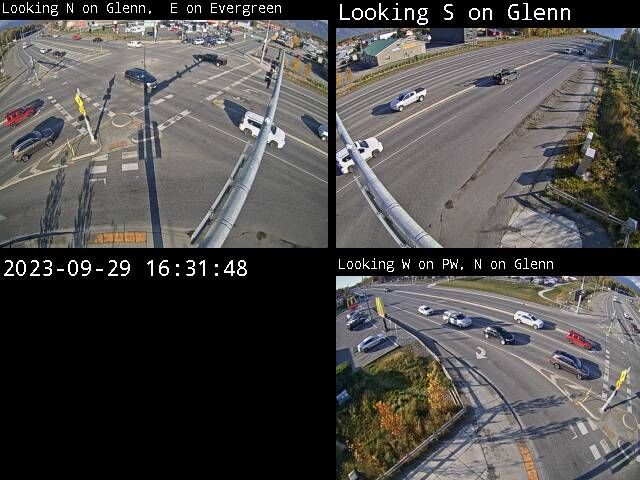 Looking N on Glenn,  E on Evergreen
Looking S on Glenn
2023-09-29 16:31:48
Looking W on PW, N on Glenn